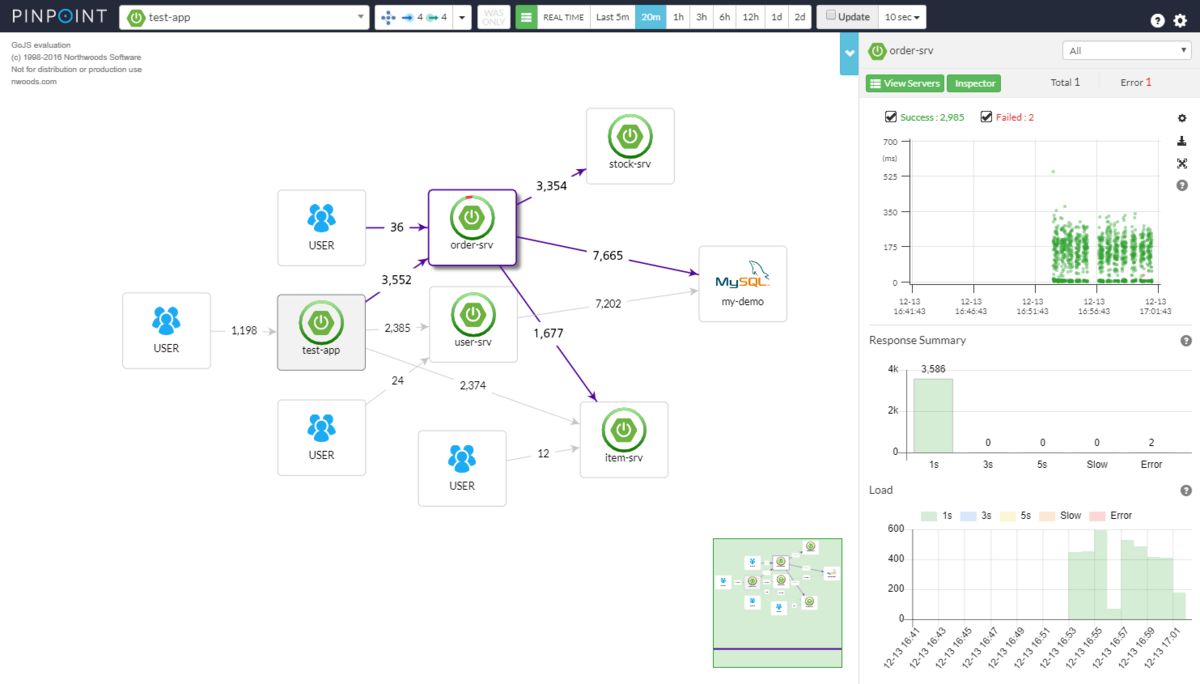 PINPOINT
test-app
4
4
WAS ONLY
REAL TIME
Last 5m
20m
1h
3h
6h
12h
1d
2d
Update
10 sec
GoJS evaluation
(c) 1998-2016 Northwoods Software
Not for distribution or production use
nwoods.com
stock-srv
3,354
USER
36
order-srv
3,552
7,665
MySQL
my-demo
7,202
USER
1,198
test-app
2,385
user-srv
1,677
24
2,374
USER
USER
12
item-srv
order-srv
All
View Servers
Inspector
Total 1
Error 1
Success : 2,985
Failed : 2
700
(ms)
525
350
175
0
12-13 12-13 12-13 12-13 12-13
16:41:43 16:46:43 16:51:43 16:56:43 17:01:43
Response Summary
4k
3,586
2k
0 0 0 0 2
1s 3s 5s Slow Error
Load
1s 3s 5s Slow Error
600
400
200
0
12-13 16:41
12-13 16:43
12-13 16:45
12-13 16:47
12-13 16:49
12-13 16:51
12-13 16:53
12-13 16:55
12-13 16:57
12-13 16:59
12-13 17:01